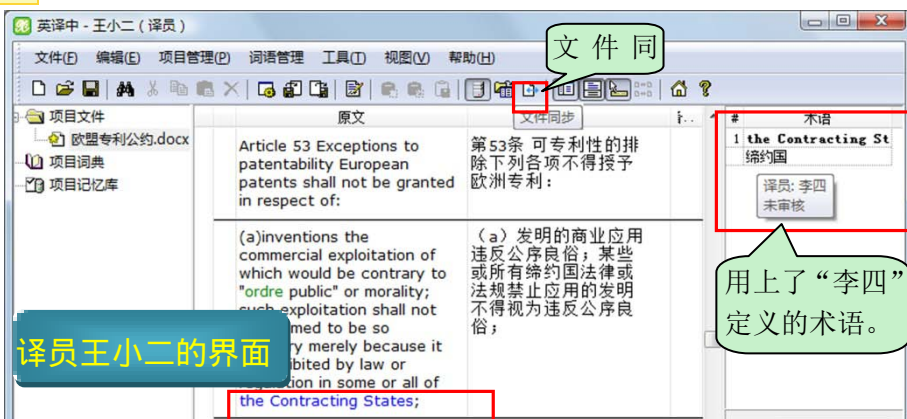 英译中 - 王小二（译员）
文件(F) 编辑(E) 项目管理(P) 词语管理 工具(T) 视图(V) 帮助(H)
文 件 同
项目文件
欧盟专利公约.docx
项目词典
项目记忆库
原文
文件同步
# 术语
Article 53 Exceptions to
patentability European
patents shall not be granted
in respect of:
第53条 可专利性的排
除下列各项不得授予
欧洲专利：
1 the Contracting St
缔约国
译员: 李四
未审核
(a)inventions the
commercial exploitation of
which would be contrary to
"ordre public" or morality;
such exploitation shall not
med to be so
ry merely because it
ibited by law or
in some or all of
the Contracting States;
（a）发明的商业应用
违反公序良俗；某些
或所有缔约国法律或
法规禁止应用的发明
不得视为违反公序良
俗；
用上了“李四”
定义的术语。
译员王小二的界面